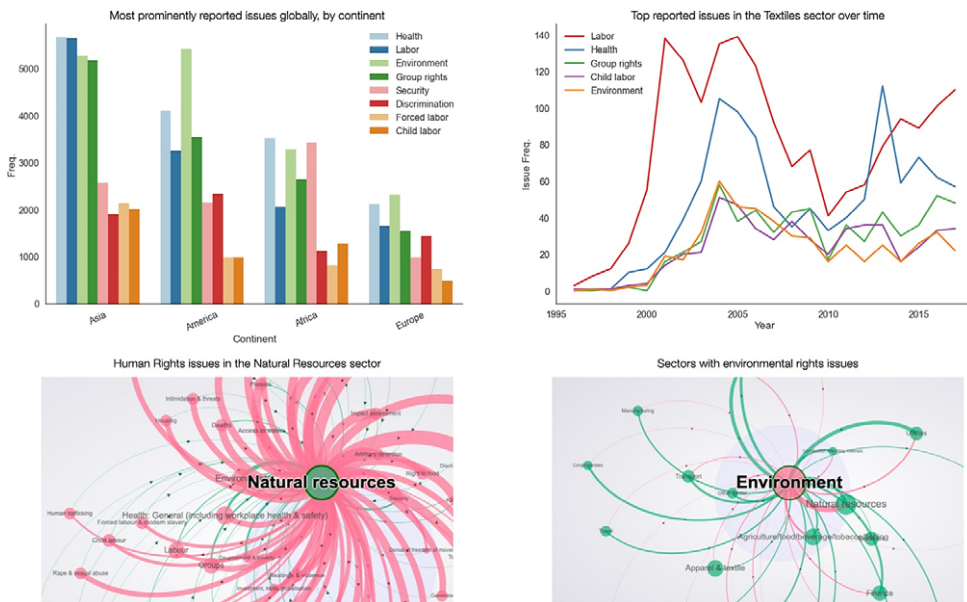 Most prominently reported issues globally, by continent
Freq.
5000
4000
3000
2000
1000
0
Health
Labor
Environment
Group rights
Security
Discrimination
Forced labor
Child labor
Asia
America
Africa
Europe
Continent
Top reported issues in the Textiles sector over time
Issue Freq.
140
120
100
80
60
40
20
0
Labor
Health
Group rights
Child labor
Environment
1995
2000
2005
2010
2015
Year
Human Rights issues in the Natural Resources sector
Protests
Intimidation & threats
Housing
Deaths
Impact assessment
Arbitrary detention
Right to food
Natural resources
Security
Human trafficking
Health: General (including workplace health & safety)
Forced labour & modern slavery
Child labour
Labour
Groups
Rape & sexual abuse
Beatings & violence
Sectors with environmental rights issues
Manufacturing
Utilities
Transport
Environment
Natural resources
Agriculture/food/beverage/tobacco
Apparel & textile
Finance